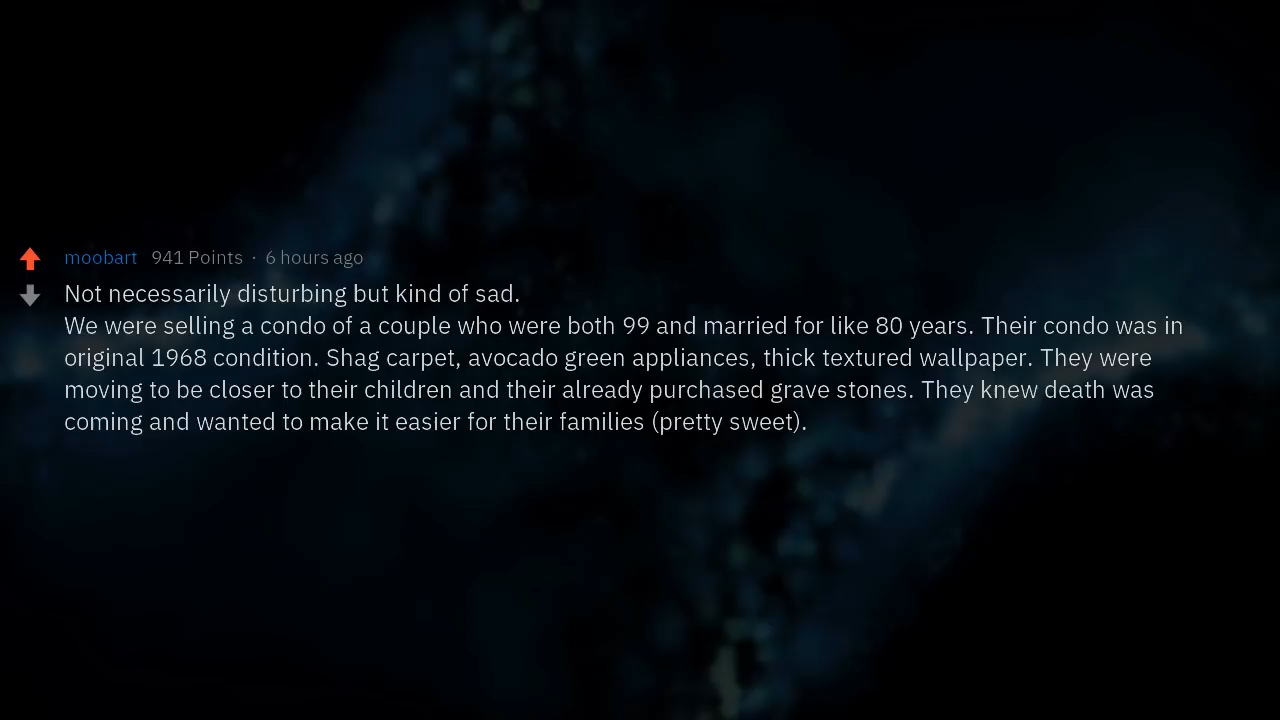 moobart 941 Points · 6 hours ago
Not necessarily disturbing but kind of sad.
We were selling a condo of a couple who were both 99 and married for like 80 years. Their condo was in
original 1968 condition. Shag carpet, avocado green appliances, thick textured wallpaper. They were
moving to be closer to their children and their already purchased grave stones. They knew death was
coming and wanted to make it easier for their families (pretty sweet).